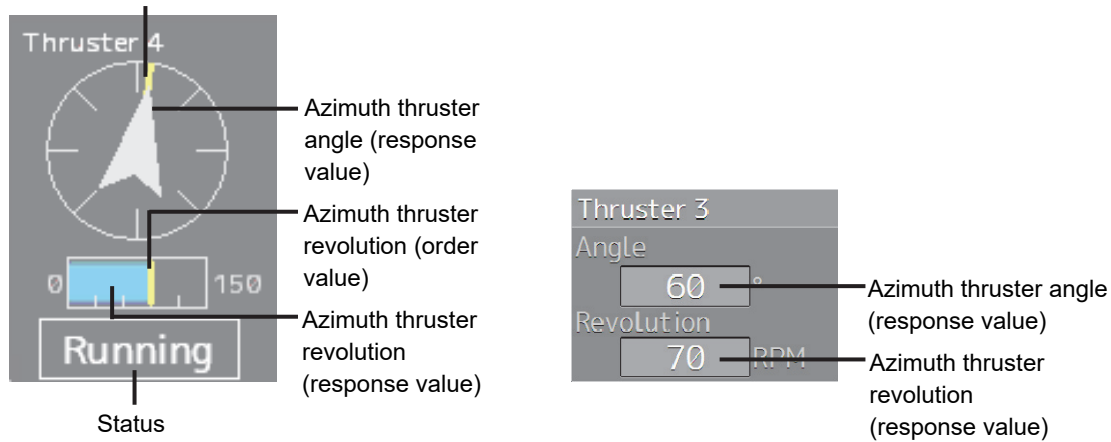 Thruster 4
Azimuth thruster
angle (response
value)
Azimuth thruster
revolution (order
value)
0
150
Azimuth thruster
revolution
(response value)
Running
Status
Thruster 3
Angle
60 °
Azimuth thruster angle
(response value)
Revolution
70 RPM
Azimuth thruster
revolution
(response value)